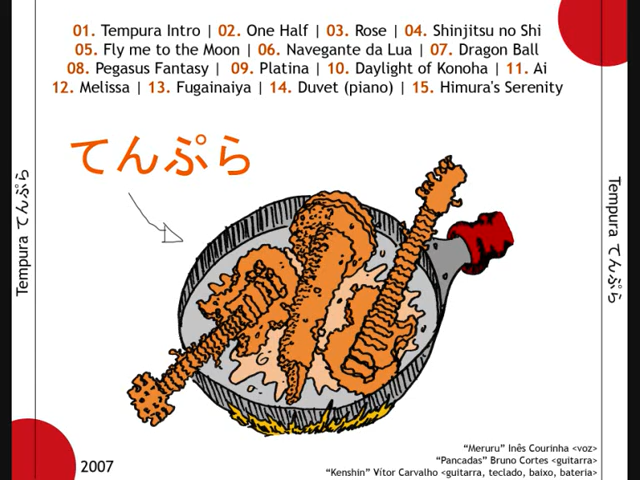 01. Tempura Intro | 02. One Half | 03. Rose | 04. Shinjitsu no Shi
05. Fly me to the Moon | 06. Navegante da Lua | 07. Dragon Ball
08. Pegasus Fantasy | 09. Platina | 10. Daylight of Konoha | 11. Ai
12. Melissa | 13. Fugainaiya | 14. Duvet (piano) | 15. Himura's Serenity
てんぷら
Tempura てんぷら
Tempura てんぷら
2007
“Meruru” Inês Courinha <voz>
“Pancadas” Bruno Cortes <guitarra>
“Kenshin” Vítor Carvalho <guitarra, teclado, baixo, bateria>